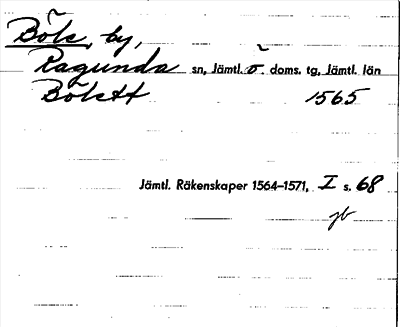 Böle, by,
Ragunda sn, Jämtl. ö. doms. tg, Jämtl. län
Bölett 1565
Jämtl. Räkenskaper 1564–1571, I s. 68